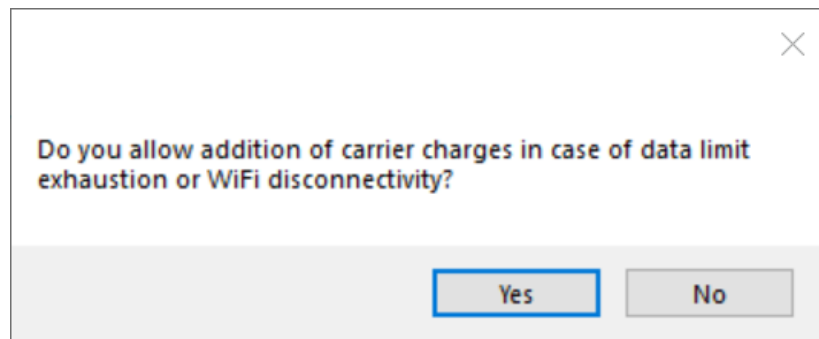 Do you allow addition of carrier charges in case of data limit
exhaustion or WiFi disconnectivity?
Yes
No